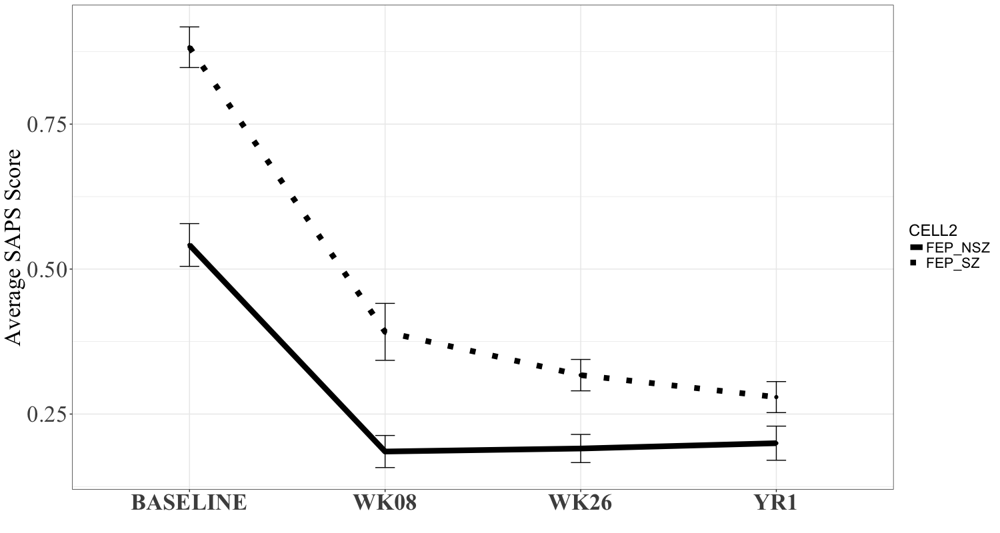 Average SAPS Score
0.75
0.50
0.25
BASELINE WK08 WK26 YR1
CELL2
FEP_NSZ
FEP_SZ